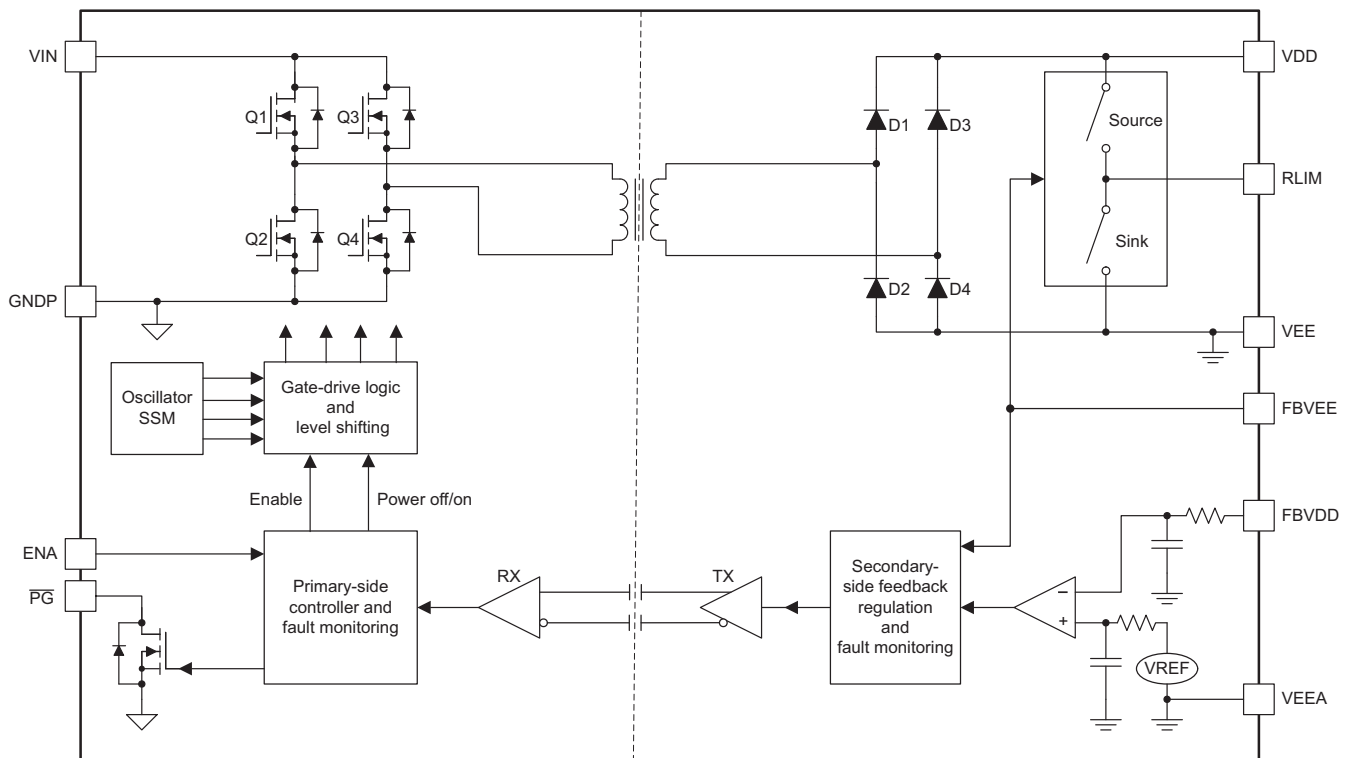 VIN
VDD
Q1
Q3
D1
D3
Source
RLIM
Q2
Q4
Sink
D2
D4
GNDP
VEE
Oscillator
SSM
Gate-drive logic
and
level shifting
FBVEE
Enable
Power off/on
FBVDD
ENA
PG
Primary-side
controller and
fault monitoring
RX
TX
Secondary-
side feedback
regulation
and
fault monitoring
–
+
VREF
VEEA